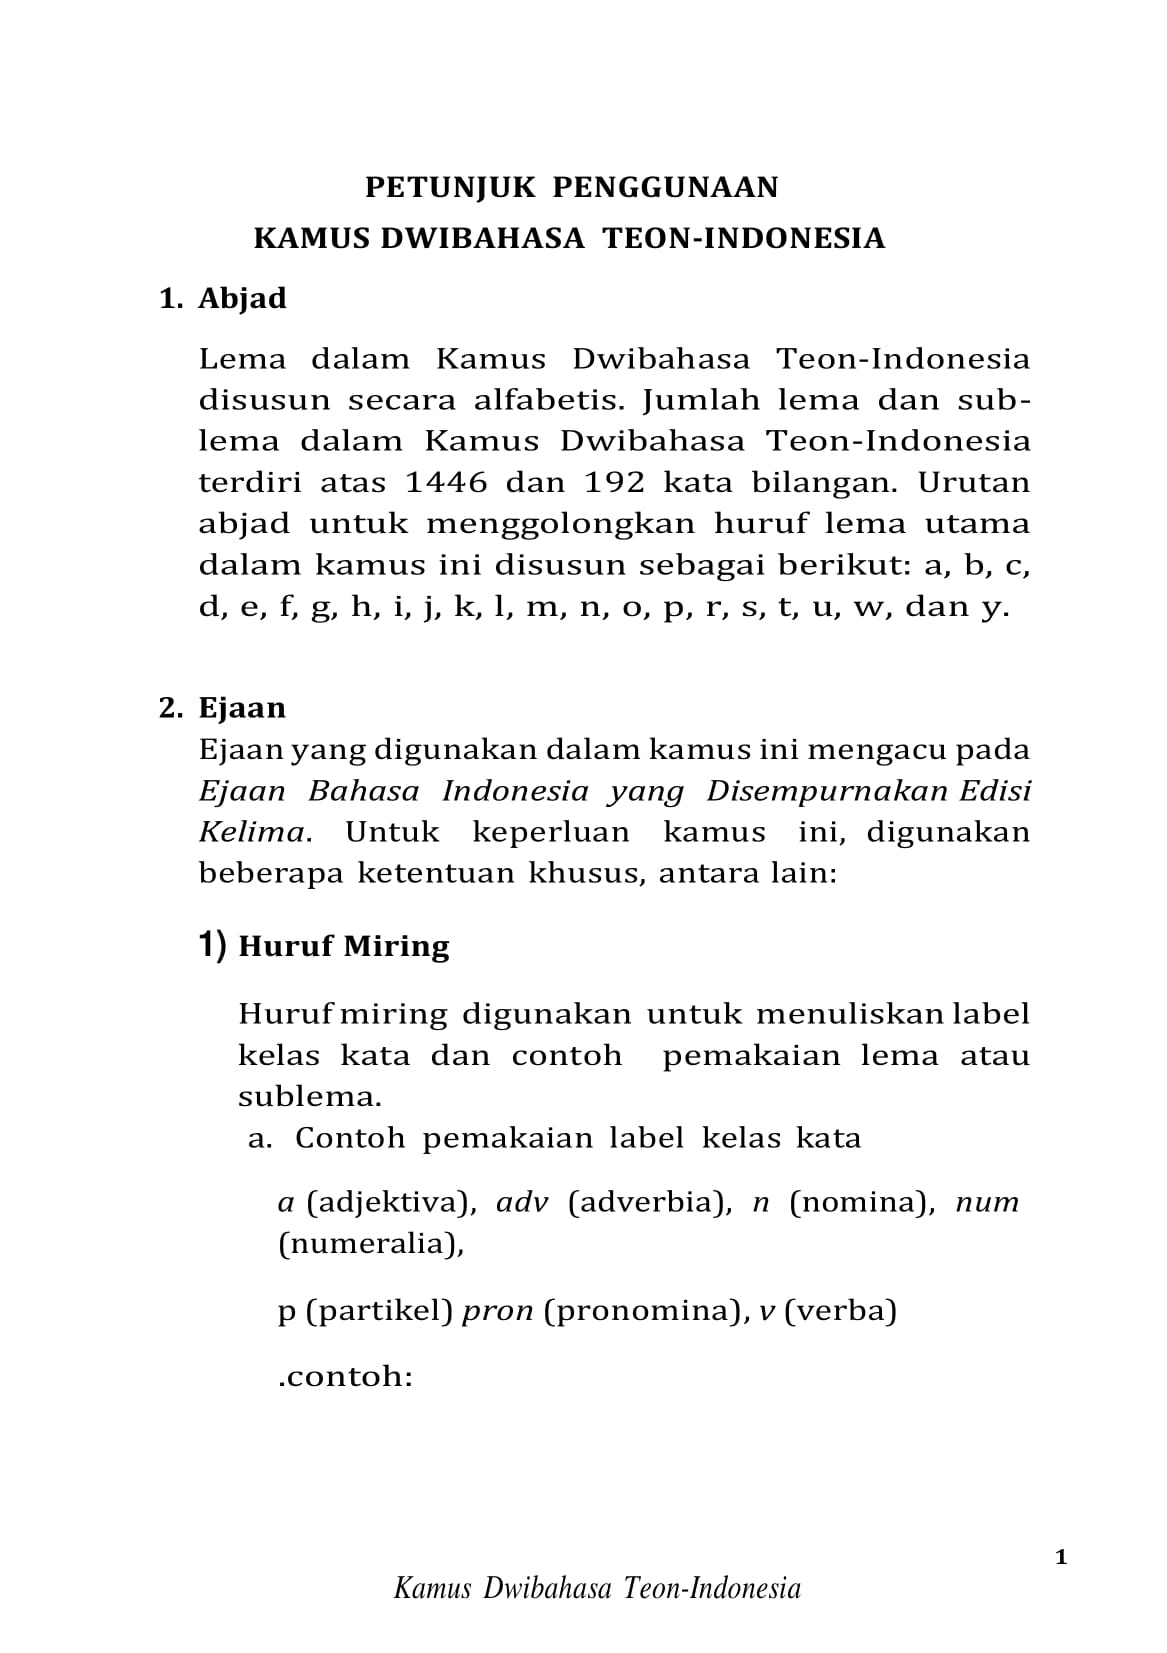 PETUNJUK PENGGUNAAN
KAMUS DWIBAHASA TEON-INDONESIA
1. Abjad
Lema dalam Kamus Dwibahasa Teon-Indonesia
disusun secara alfabetis. Jumlah lema dan sub-
lema dalam Kamus Dwibahasa Teon-Indonesia
terdiri atas 1446 dan 192 kata bilangan. Urutan
abjad untuk menggolongkan huruf lema utama
dalam kamus ini disusun sebagai berikut: a, b, c,
d, e, f, g, h, i, j, k, l, m, n, o, p, r, s, t, u, w, dan y.
2. Ejaan
Ejaan yang digunakan dalam kamus ini mengacu pada
Ejaan Bahasa Indonesia yang Disempurnakan Edisi
Kelima. Untuk keperluan kamus ini, digunakan
beberapa ketentuan khusus, antara lain:
1) Huruf Miring
Huruf miring digunakan untuk menuliskan label
kelas kata dan contoh pemakaian lema atau
sublema.
a. Contoh pemakaian label kelas kata
a (adjektiva), adv (adverbia), n (nomina), num
(numeralia),
p (partikel) pron (pronomina), v (verba)
.contoh:
1
Kamus Dwibahasa Teon-Indonesia